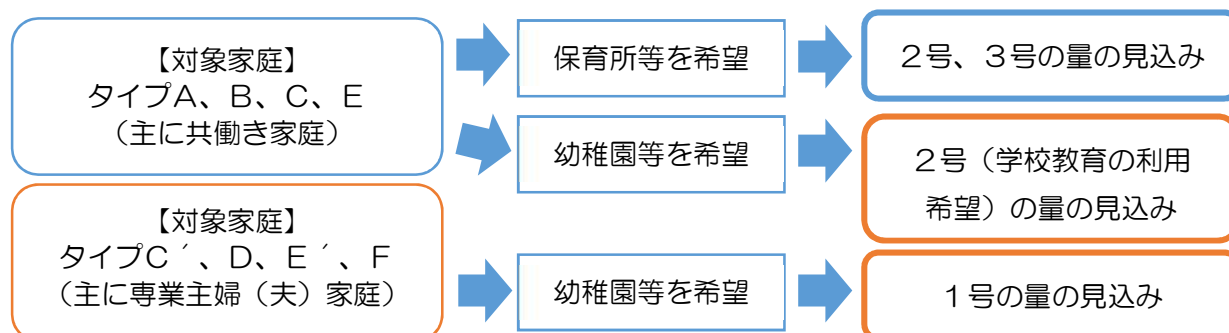 【対象家庭】
タイプA、B、C、E
（主に共働き家庭）
保育所等を希望
２号、３号の量の見込み
幼稚園等を希望
２号（学校教育の利用
希望）の量の見込み
【対象家庭】
タイプC´、D、E´、F
（主に専業主婦（夫）家庭）
幼稚園等を希望
１号の量の見込み